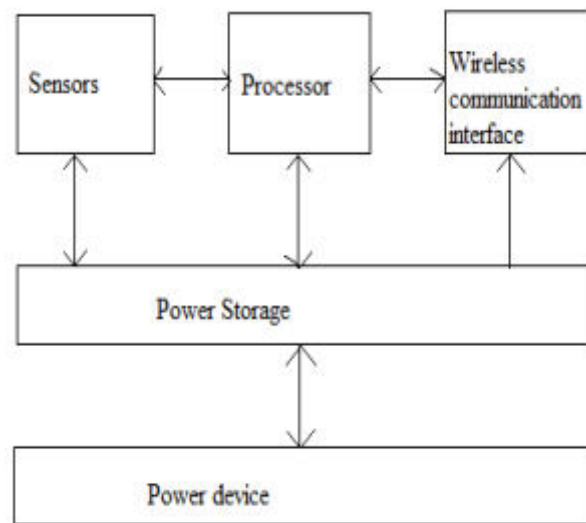 Sensors
Processor
Wireless
communication
interface
Power Storage
Power device